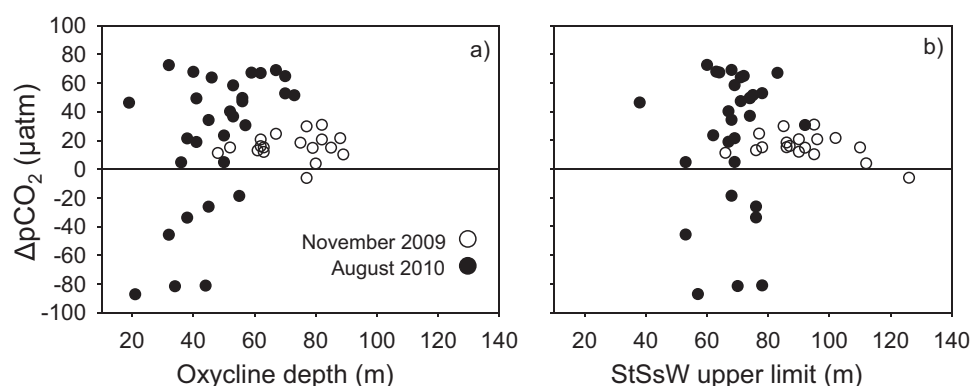 100
80
60
40
20
0
-20
-40
-60
-80
-100
ΔpCO₂ (μatm)
a)
November 2009
August 2010
20 40 60 80 100 120 140
Oxycline depth (m)
b)
20 40 60 80 100 120 140
StSsW upper limit (m)